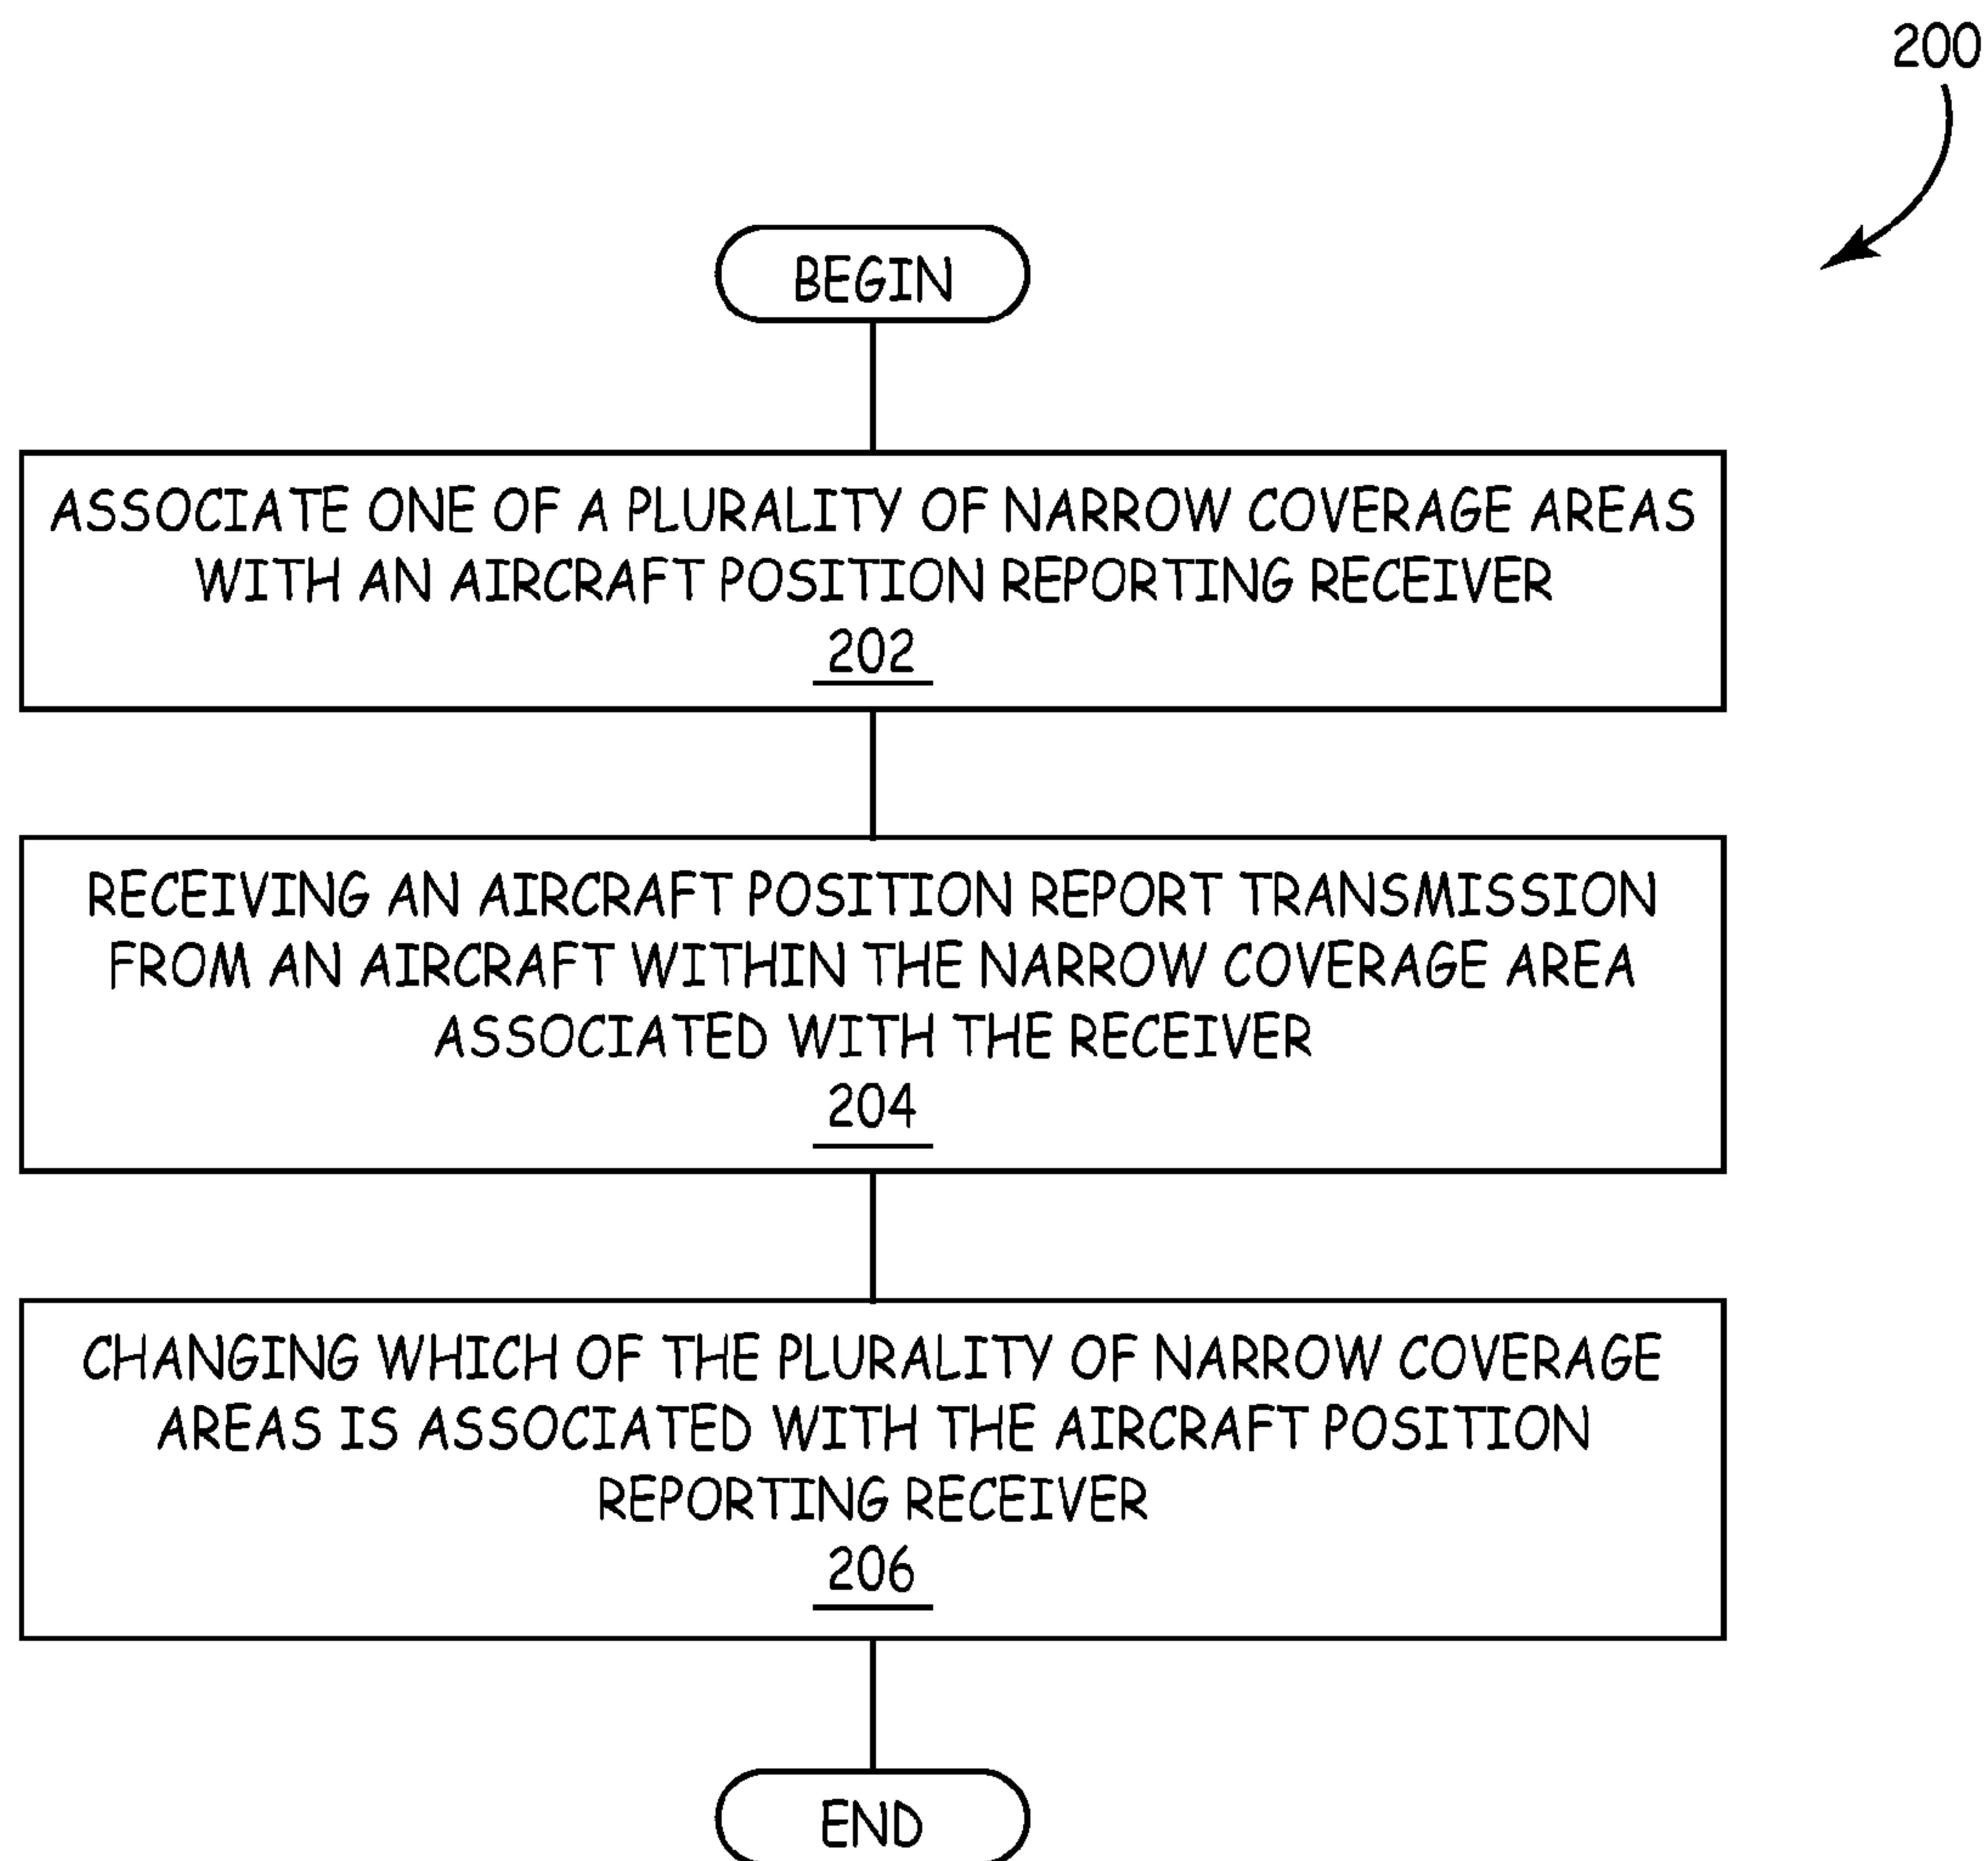 200
BEGIN
ASSOCIATE ONE OF A PLURALITY OF NARROW COVERAGE AREAS
WITH AN AIRCRAFT POSITION REPORTING RECEIVER
202
RECEIVING AN AIRCRAFT POSITION REPORT TRANSMISSION
FROM AN AIRCRAFT WITHIN THE NARROW COVERAGE AREA
ASSOCIATED WITH THE RECEIVER
204
CHANGING WHICH OF THE PLURALITY OF NARROW COVERAGE
AREAS IS ASSOCIATED WITH THE AIRCRAFT POSITION
REPORTING RECEIVER
206
END